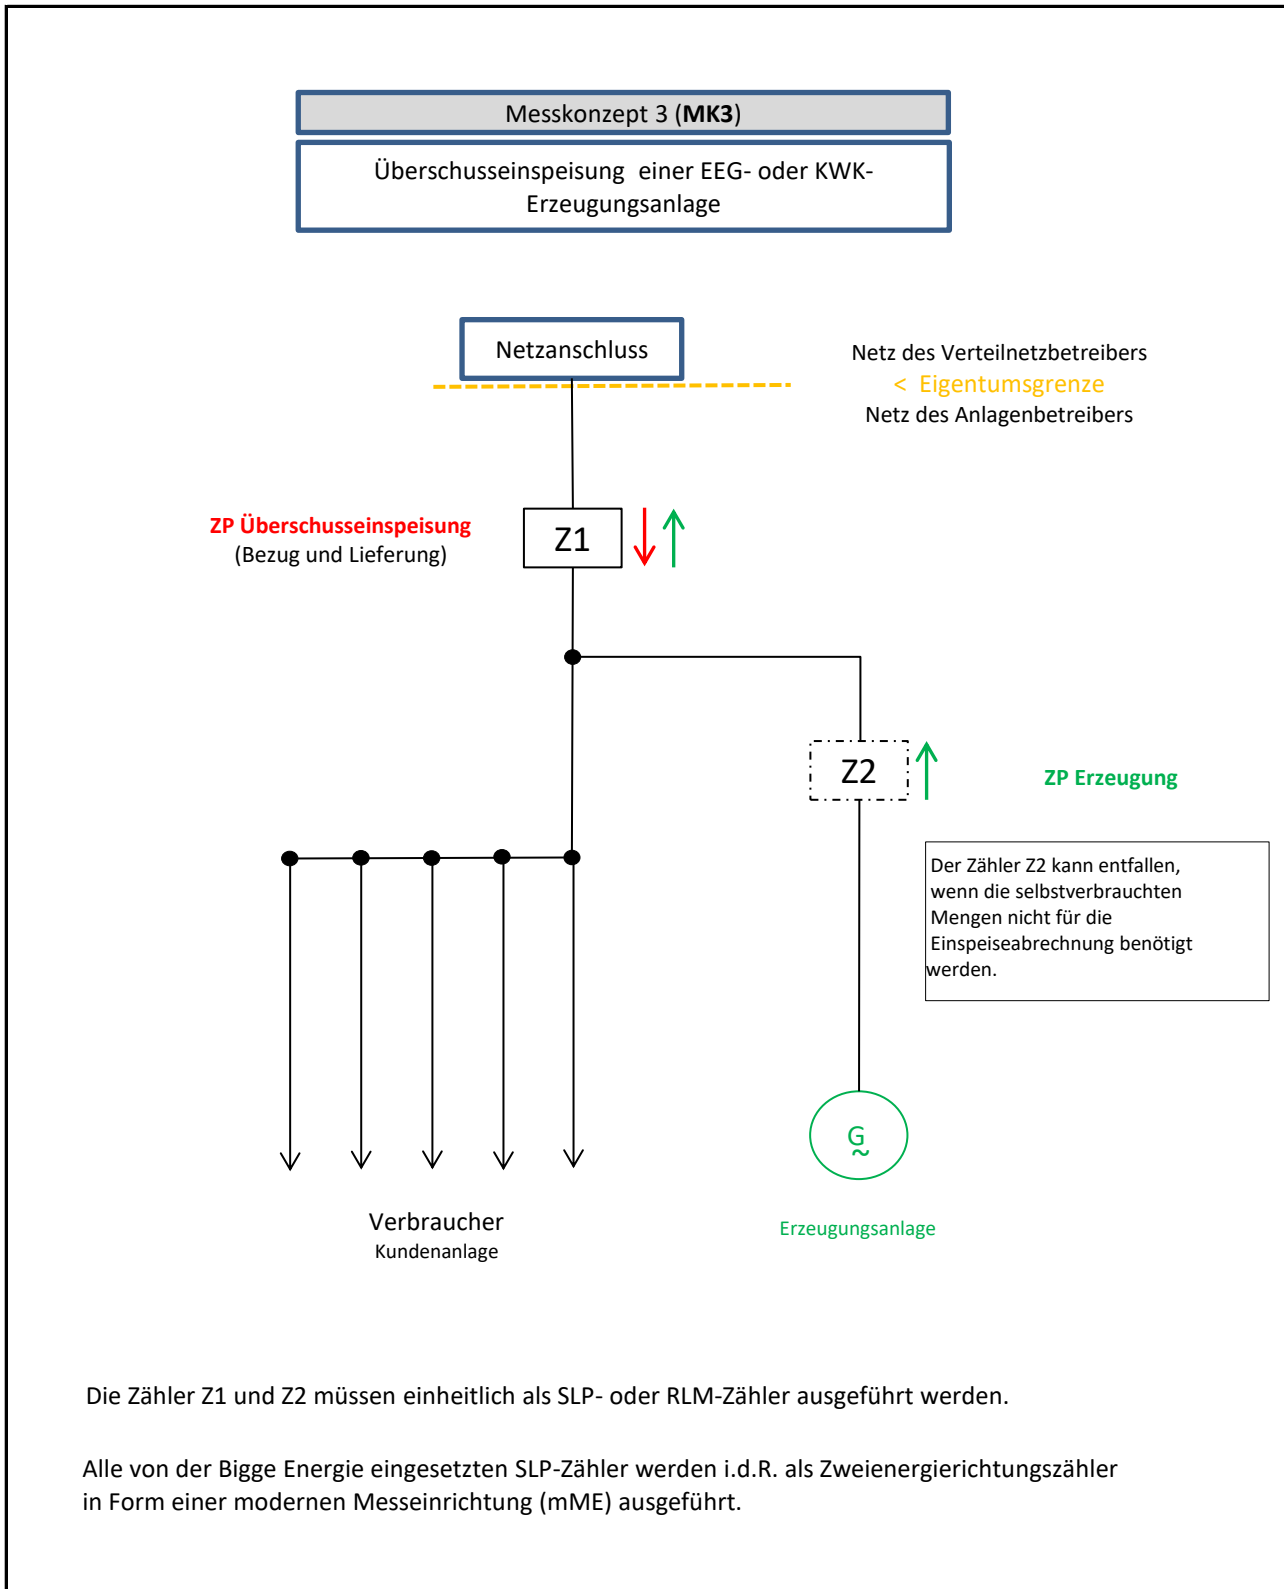 Messkonzept 3 (MK3)
Überschusseinspeisung  einer EEG- oder KWK-
Erzeugungsanlage
Netzanschluss
Netz des Verteilnetzbetreibers
< Eigentumsgrenze
Netz des Anlagenbetreibers
ZP Überschusseinspeisung
(Bezug und Lieferung)
Z1
Z2
ZP Erzeugung
Der Zähler Z2 kann entfallen,
wenn die selbstverbrauchten
Mengen nicht für die
Einspeiseabrechnung benötigt
werden.
G
~
Verbraucher
Kundenanlage
Erzeugungsanlage
Die Zähler Z1 und Z2 müssen einheitlich als SLP- oder RLM-Zähler ausgeführt werden.
Alle von der Bigge Energie eingesetzten SLP-Zähler werden i.d.R. als Zweienergierichtungszähler
in Form einer modernen Messeinrichtung (mME) ausgeführt.